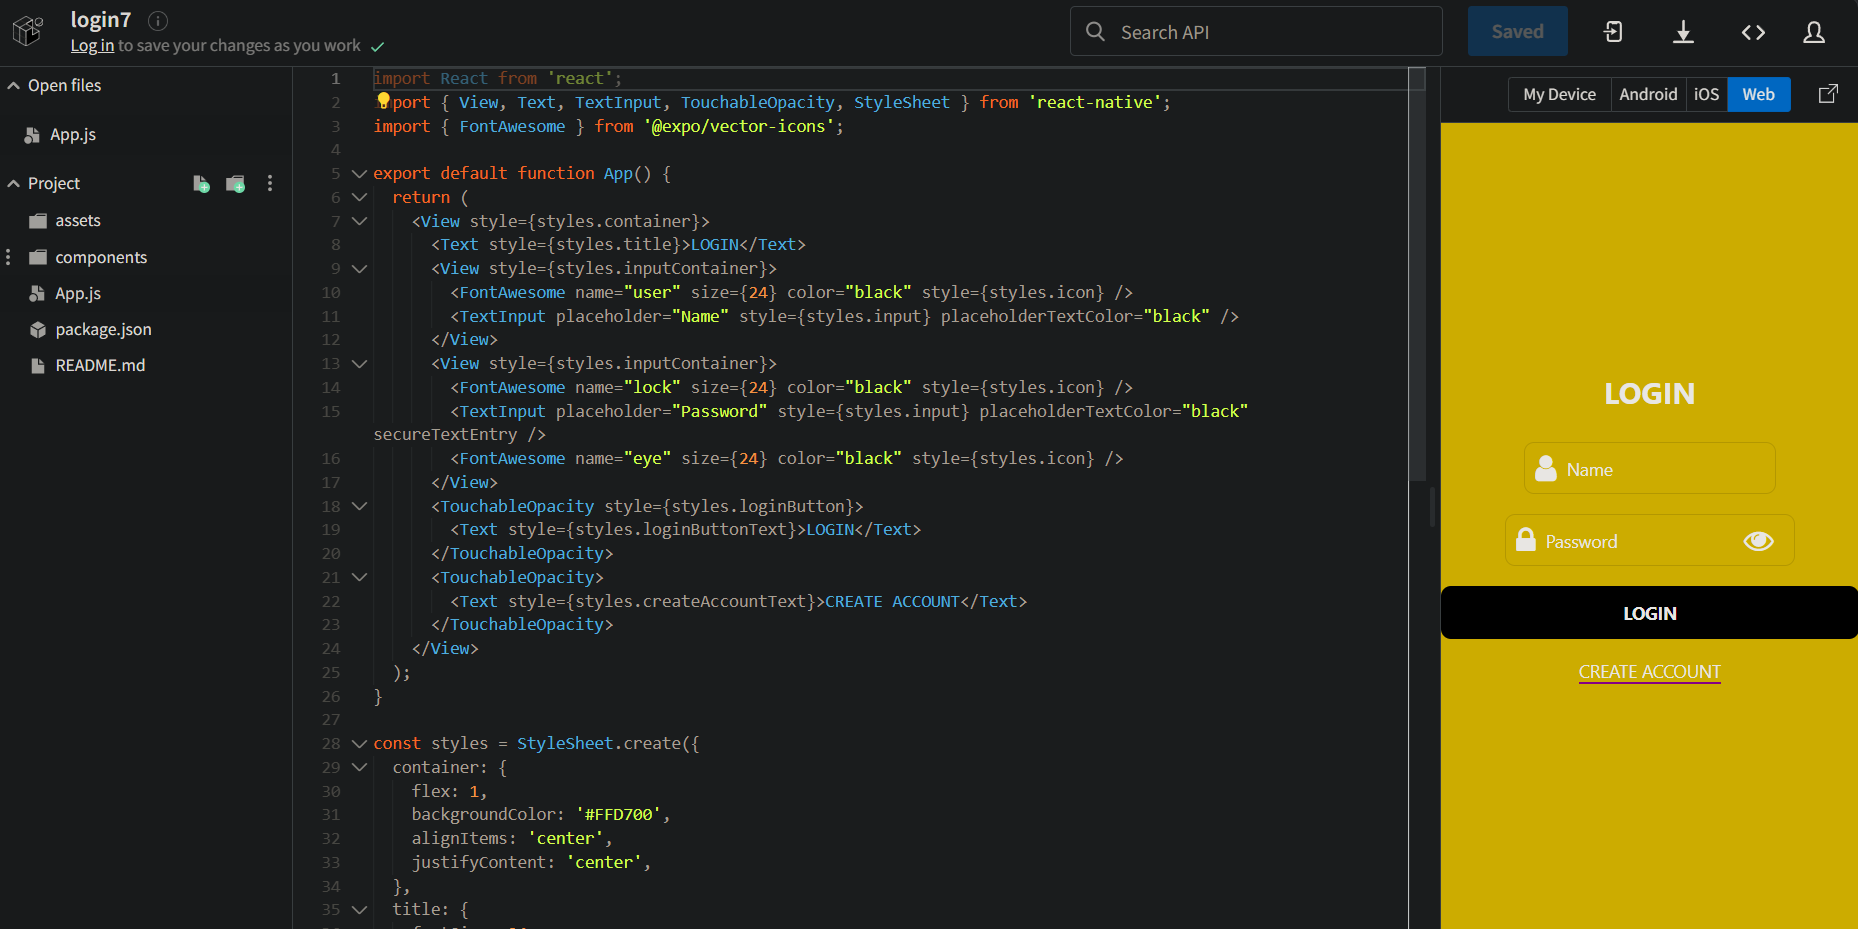 login7
Log in to save your changes as you work
Search API
Saved
Open files
App.js
Project
assets
components
App.js
package.json
README.md
1 import React from 'react';
2 import { View, Text, TextInput, TouchableOpacity, StyleSheet } from 'react-native';
3 import { FontAwesome } from '@expo/vector-icons';
4
5 export default function App() {
6 return (
7 <View style={styles.container}>
8 <Text style={styles.title}>LOGIN</Text>
9 <View style={styles.inputContainer}>
10 <FontAwesome name="user" size={24} color="black" style={styles.icon} />
11 <TextInput placeholder="Name" style={styles.input} placeholderTextColor="black" />
12 </View>
13 <View style={styles.inputContainer}>
14 <FontAwesome name="lock" size={24} color="black" style={styles.icon} />
15 <TextInput placeholder="Password" style={styles.input} placeholderTextColor="black"
secureTextEntry />
16 <FontAwesome name="eye" size={24} color="black" style={styles.icon} />
17 </View>
18 <TouchableOpacity style={styles.loginButton}>
19 <Text style={styles.loginButtonText}>LOGIN</Text>
20 </TouchableOpacity>
21 <TouchableOpacity>
22 <Text style={styles.createAccountText}>CREATE ACCOUNT</Text>
23 </TouchableOpacity>
24 </View>
25 );
26 }
27
28 const styles = StyleSheet.create({
29 container: {
30 flex: 1,
31 backgroundColor: '#FFD700',
32 alignItems: 'center',
33 justifyContent: 'center',
34 },
35 title: {
My Device Android iOS Web
LOGIN
Name
Password
LOGIN
CREATE ACCOUNT